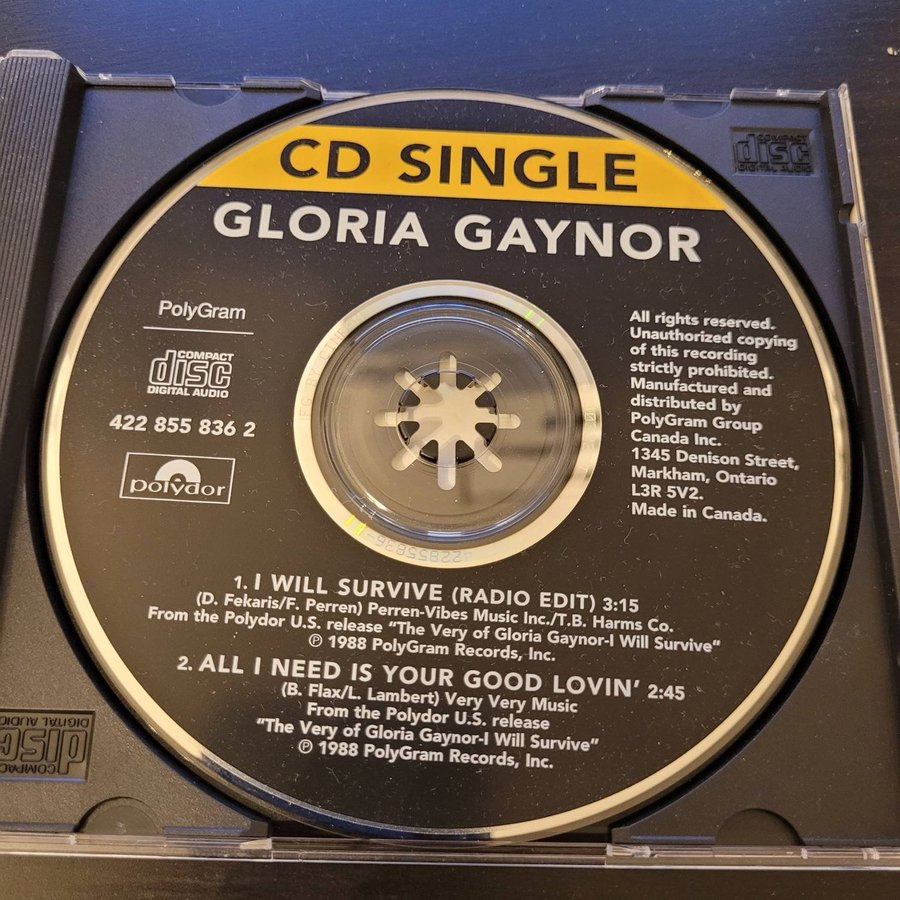 CD SINGLE
GLORIA GAYNOR
PolyGram
COMPACT
disc
DIGITAL AUDIO
422 855 836 2
polydor
All rights reserved.
Unauthorized copying
of this recording
strictly prohibited.
Manufactured and
distributed by
PolyGram Group
Canada Inc.
1345 Denison Street,
Markham, Ontario
L3R 5V2.
Made in Canada.
1. I WILL SURVIVE (RADIO EDIT) 3:15
(D. Fekaris/F. Perren) Perren-Vibes Music Inc./T.B. Harms Co.
From the Polydor U.S. release "The Very of Gloria Gaynor-I Will Survive"
℗ 1988 PolyGram Records, Inc.
2. ALL I NEED IS YOUR GOOD LOVIN' 2:45
(B. Flax/L. Lambert) Very Very Music
From the Polydor U.S. release
"The Very of Gloria Gaynor-I Will Survive"
℗ 1988 PolyGram Records, Inc.
COMPACT
disc
DIGITAL AUDIO
COMPACT
disc
DIGITAL AUDIO